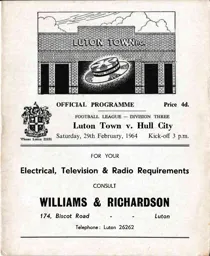 LUTON TOWN F.C.
OFFICIAL PROGRAMME Price 4d.
FOOTBALL LEAGUE — DIVISION THREE
Luton Town v. Hull City
Saturday, 29th February, 1964 Kick-off 3 p.m.
FOR YOUR
Electrical, Television & Radio Requirements
CONSULT
WILLIAMS & RICHARDSON
174, Biscot Road - - Luton
Telephone: Luton 26262